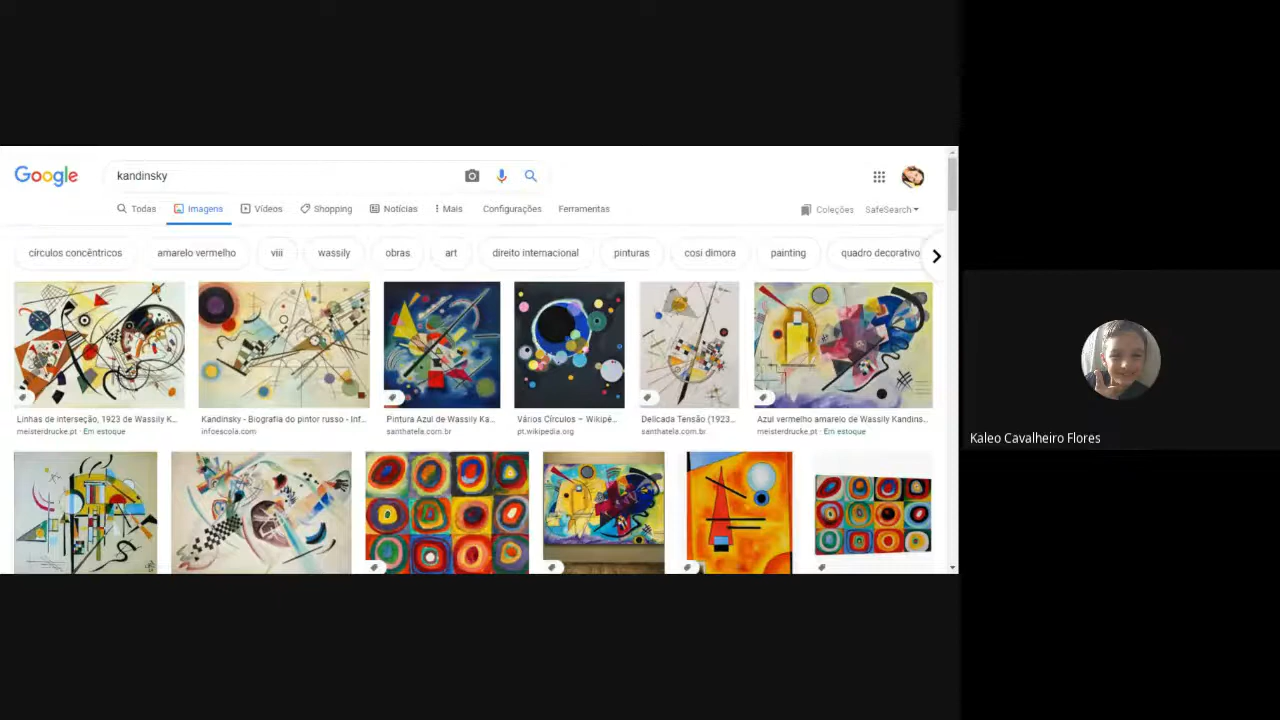 Google
kandinsky
Todas Imagens Vídeos Shopping Notícias Mais Configurações Ferramentas Coleções SafeSearch
círculos concêntricos amarelo vermelho viii wassily obras art direito internacional pinturas cosi dimora painting quadro decorativo
Linhas de interseção, 1923 de Wassily K...
meisterdrucke.pt · Em estoque
Kandinsky - Biografia do pintor russo - Inf...
infoescola.com
Pintura Azul de Wassily Ka...
santhatela.com.br
Vários Círculos – Wikipé...
pt.wikipedia.org
Delicada Tensão (1923...
santhatela.com.br
Azul vermelho amarelo de Wassily Kandins...
meisterdrucke.pt · Em estoque
Kaleo Cavalheiro Flores